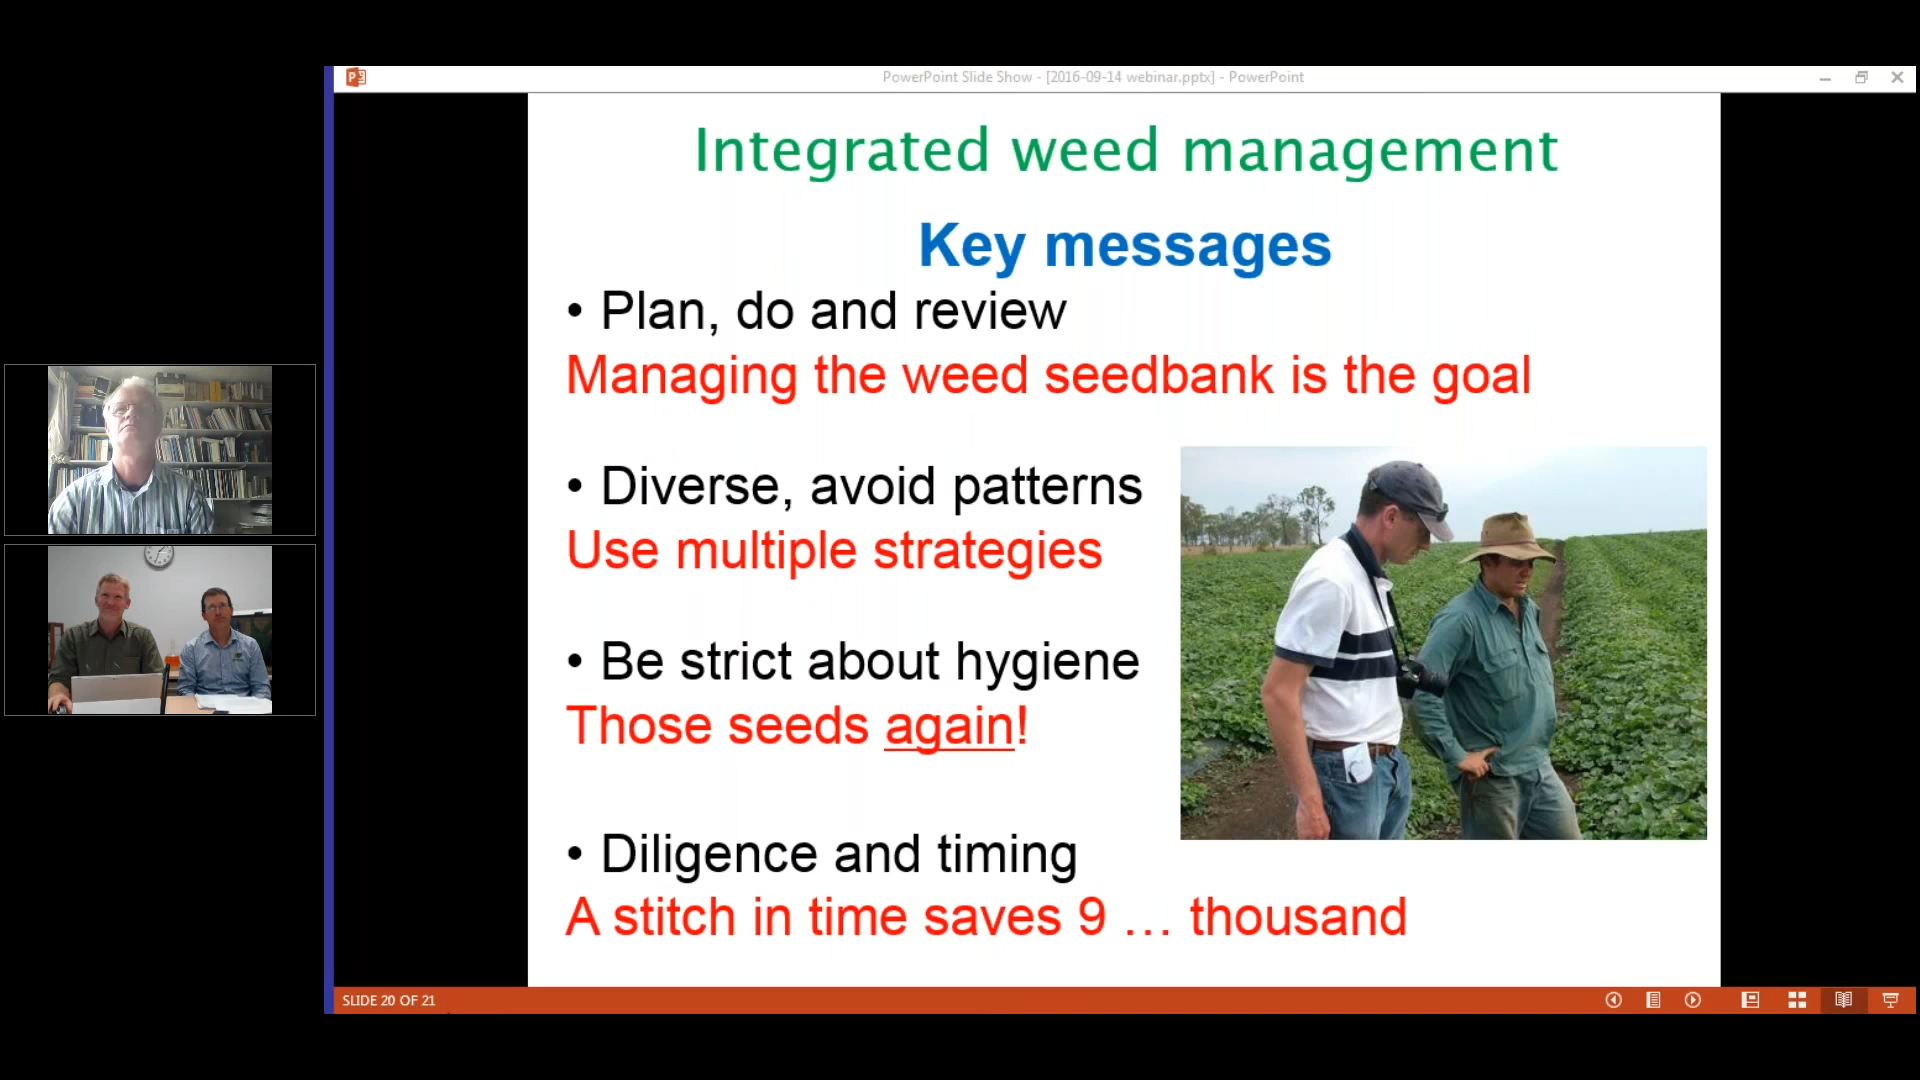 PowerPoint Slide Show - [2016-09-14 webinar.pptx] - PowerPoint
Integrated weed management
Key messages
• Plan, do and review
Managing the weed seedbank is the goal
• Diverse, avoid patterns
Use multiple strategies
• Be strict about hygiene
Those seeds again!
• Diligence and timing
A stitch in time saves 9 … thousand
SLIDE 20 OF 21